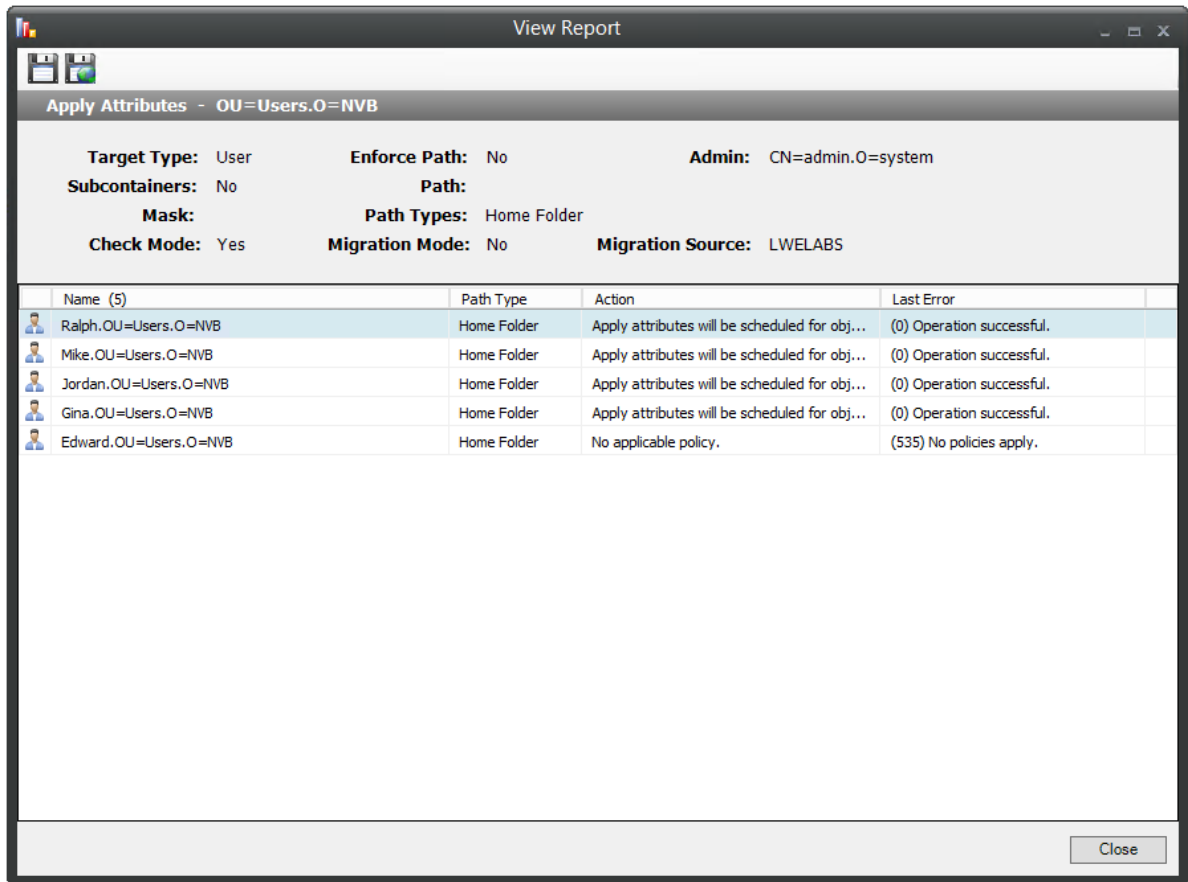 View Report
Apply Attributes - OU=Users.O=NVB
Target Type: User Enforce Path: No Admin: CN=admin.O=system
Subcontainers: No Path:
Mask: Path Types: Home Folder
Check Mode: Yes Migration Mode: No Migration Source: LWELABS
Name (5) Path Type Action Last Error
Ralph.OU=Users.O=NVB Home Folder Apply attributes will be scheduled for obj... (0) Operation successful.
Mike.OU=Users.O=NVB Home Folder Apply attributes will be scheduled for obj... (0) Operation successful.
Jordan.OU=Users.O=NVB Home Folder Apply attributes will be scheduled for obj... (0) Operation successful.
Gina.OU=Users.O=NVB Home Folder Apply attributes will be scheduled for obj... (0) Operation successful.
Edward.OU=Users.O=NVB Home Folder No applicable policy. (535) No policies apply.
Close